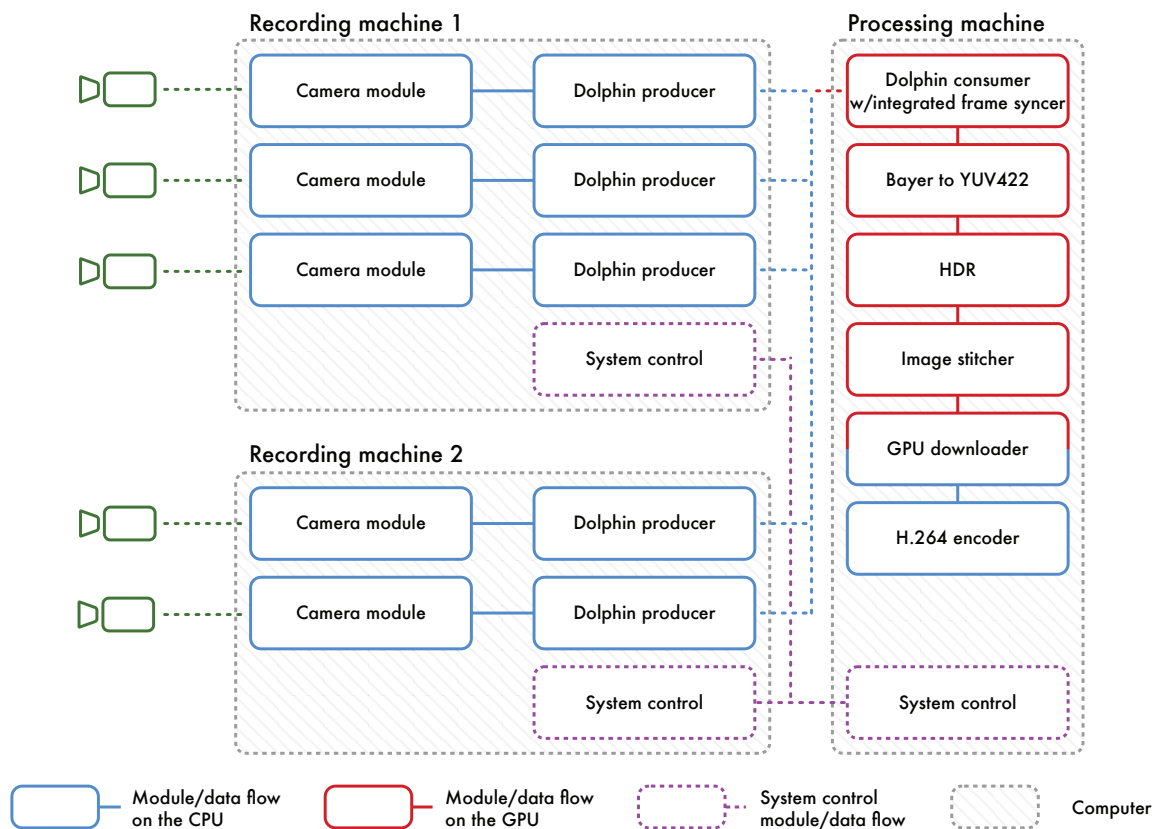 Recording machine 1
Camera module
Dolphin producer
Camera module
Dolphin producer
Camera module
Dolphin producer
System control
Recording machine 2
Camera module
Dolphin producer
Camera module
Dolphin producer
System control
Processing machine
Dolphin consumer
w/integrated frame syncer
Bayer to YUV422
HDR
Image stitcher
GPU downloader
H.264 encoder
System control
Module/data flow
on the CPU
Module/data flow
on the GPU
System control
module/data flow
Computer